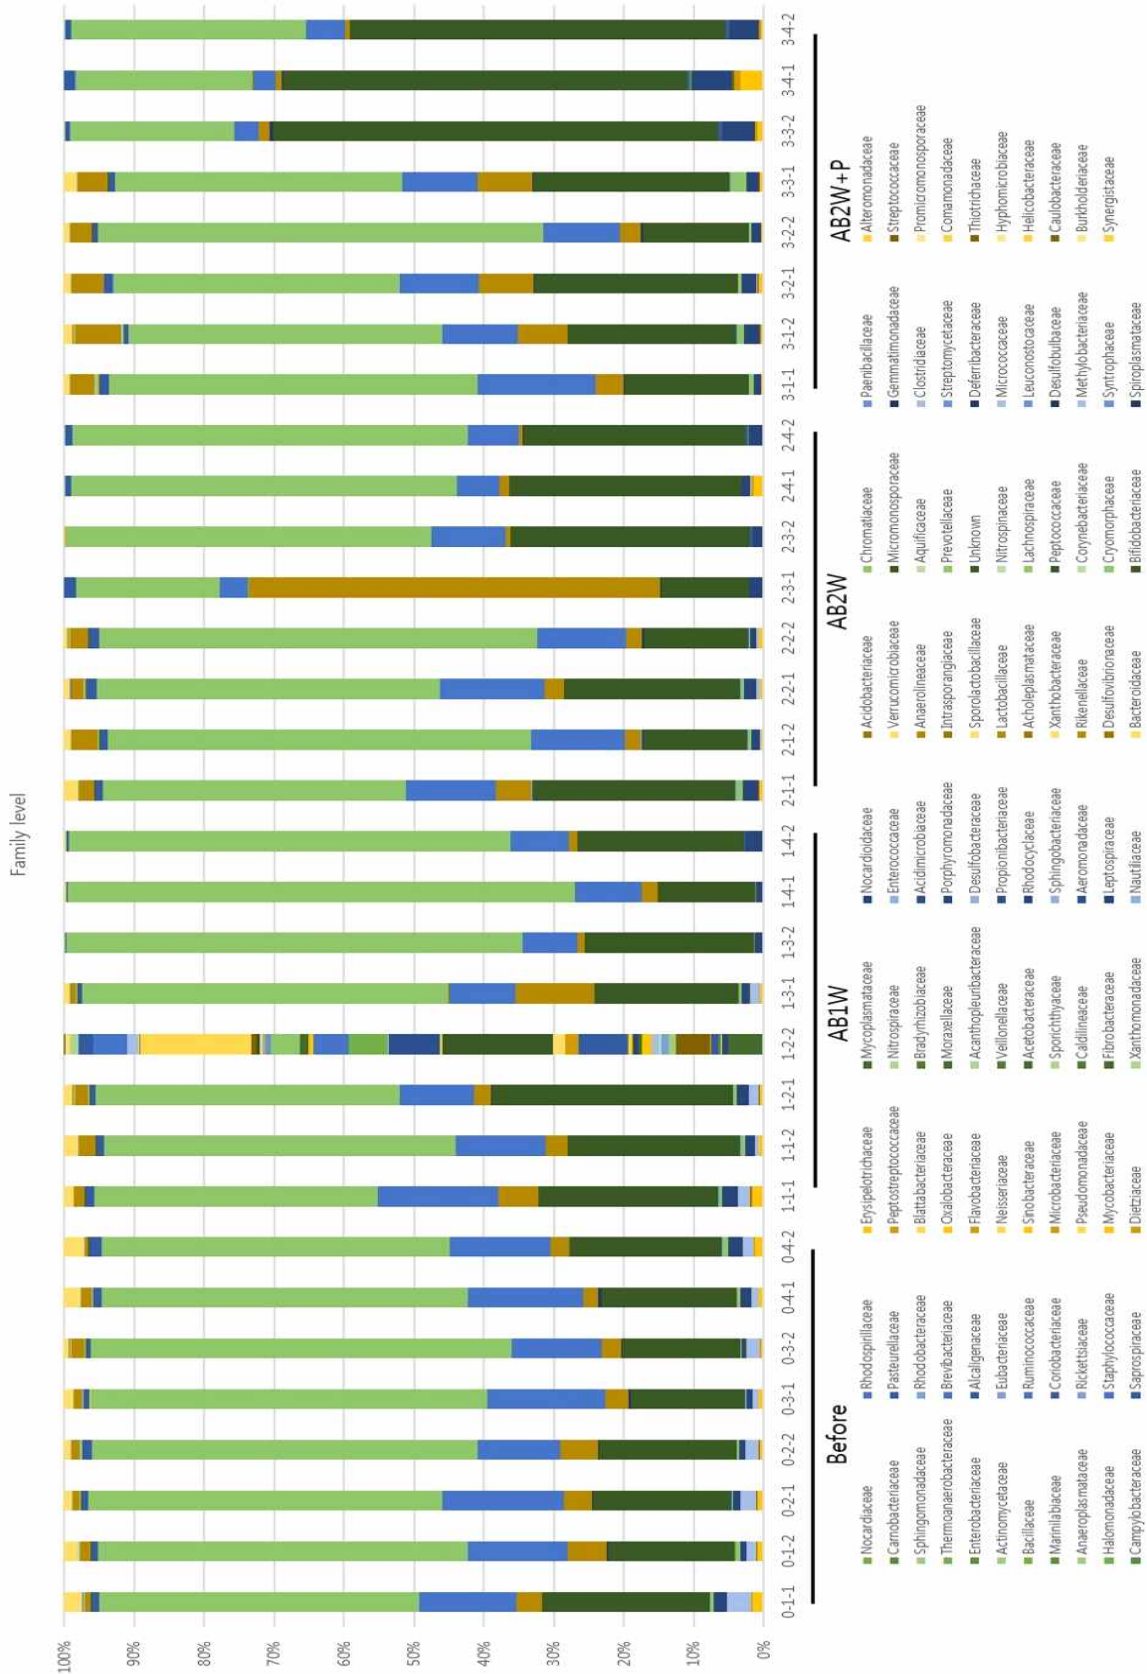 Family level
100%
90%
80%
70%
60%
50%
40%
30%
20%
10%
0%
0-1-1 0-1-2 0-2-1 0-2-2 0-3-1 0-3-2 0-4-1 0-4-2 1-1-1 1-1-2 1-2-1 1-2-2 1-3-1 1-3-2 1-4-1 1-4-2 2-1-1 2-1-2 2-2-1 2-2-2 2-3-1 2-3-2 2-4-1 2-4-2 3-1-1 3-1-2 3-2-1 3-2-2 3-3-1 3-3-2 3-4-1 3-4-2
Before AB1W AB2W AB2W+P
Nocardiaceae Rhodospirillaceae Erysipelotrichaceae Mycoplasmataceae Nocardioidaceae Acidobacteriaceae Chromatiaceae Paenibacillaceae Alteromonadaceae
Carnobacteriaceae Pasteurellaceae Peptostreptococcaceae Nitrospiraceae Enterococcaceae Verrucomicrobiaceae Micromonosporaceae Gemmatimonadaceae Streptococcaceae
Sphingomonadaceae Rhodobacteraceae Blattabacteriaceae Bradyrhizobiaceae Acidimicrobiaceae Anaerolineaceae Aquificaceae Clostridiaceae Promicromonosporaceae
Thermoanaerobacteraceae Brevibacteriaceae Oxalobacteraceae Moraxellaceae Porphyromonadaceae Intrasporangiaceae Prevotellaceae Streptomycetaceae Comamonadaceae
Enterobacteriaceae Alcaligenaceae Flavobacteriaceae Acanthopleuribacteraceae Desulfobacteraceae Sporolactobacillaceae Unknown Deferribacteraceae Thiotrichaceae
Actinomycetaceae Eubacteriaceae Neisseriaceae Veillonellaceae Propionibacteriaceae Lactobacillaceae Nitrospinaceae Micrococcaceae Hyphomicrobiaceae
Bacillaceae Ruminococcaceae Sinobacteraceae Acetobacteraceae Rhodocyclaceae Acholeplasmataceae Lachnospiraceae Leuconostocaceae Helicobacteraceae
Marinilabiaceae Coriobacteriaceae Microbacteriaceae Sporichthyaceae Sphingobacteriaceae Xanthobacteraceae Peptococcaceae Desulfobulbaceae Caulobacteraceae
Anaeroplasmataceae Rickettsiaceae Pseudomonadaceae Caldilineaceae Aeromonadaceae Rikenellaceae Corynebacteriaceae Methylobacteriaceae Burkholderiaceae
Halomonadaceae Staphylococcaceae Mycobacteriaceae Fibrobacteraceae Leptospiraceae Desulfovibrionaceae Cryomorphaceae Syntrophaceae Synergistaceae
Campylobacteraceae Saprospiraceae Dietziaceae Xanthomonadaceae Nautiliaceae Bacteroidaceae Bifidobacteriaceae Spiroplasmataceae